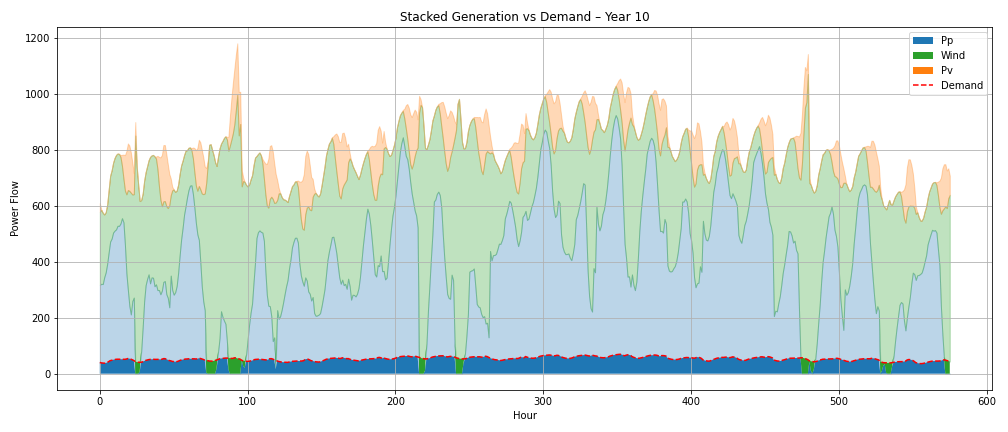 Stacked Generation vs Demand – Year 10
Power Flow
1200
1000
800
600
400
200
0
Pp
Wind
Pv
Demand
0 100 200 300 400 500 600
Hour